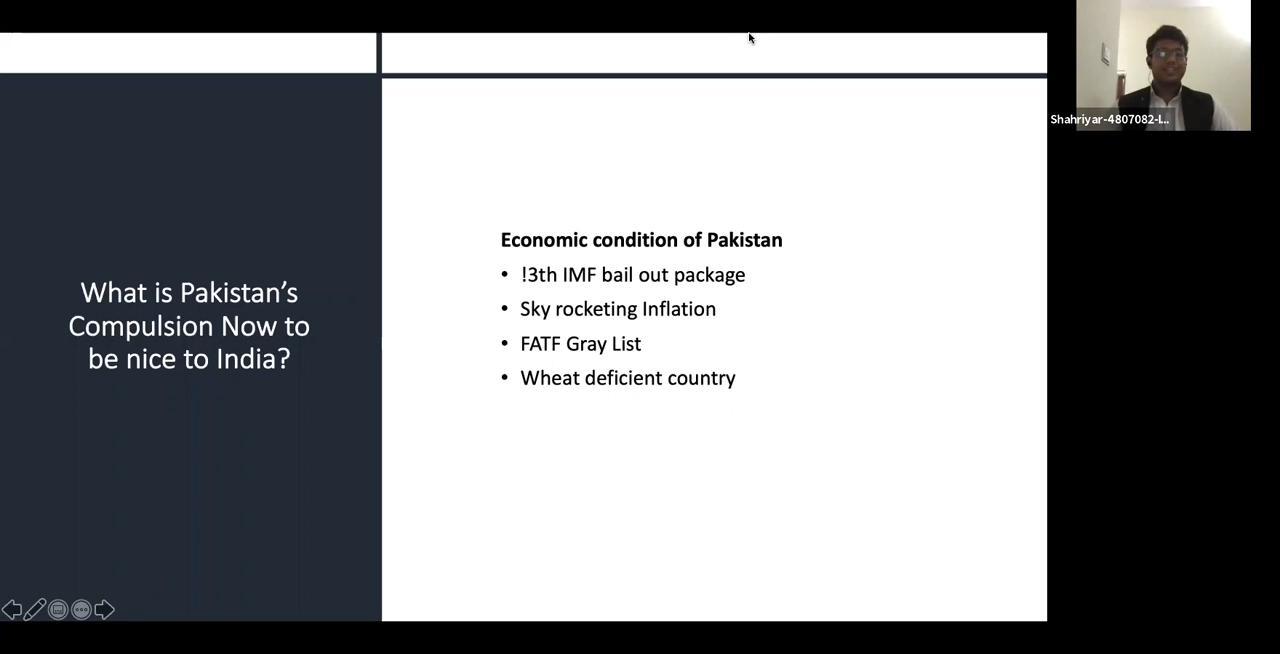 What is Pakistan’s
Compulsion Now to
be nice to India?
Economic condition of Pakistan
• !3th IMF bail out package
• Sky rocketing Inflation
• FATF Gray List
• Wheat deficient country
Shahriyar-4807082-I...